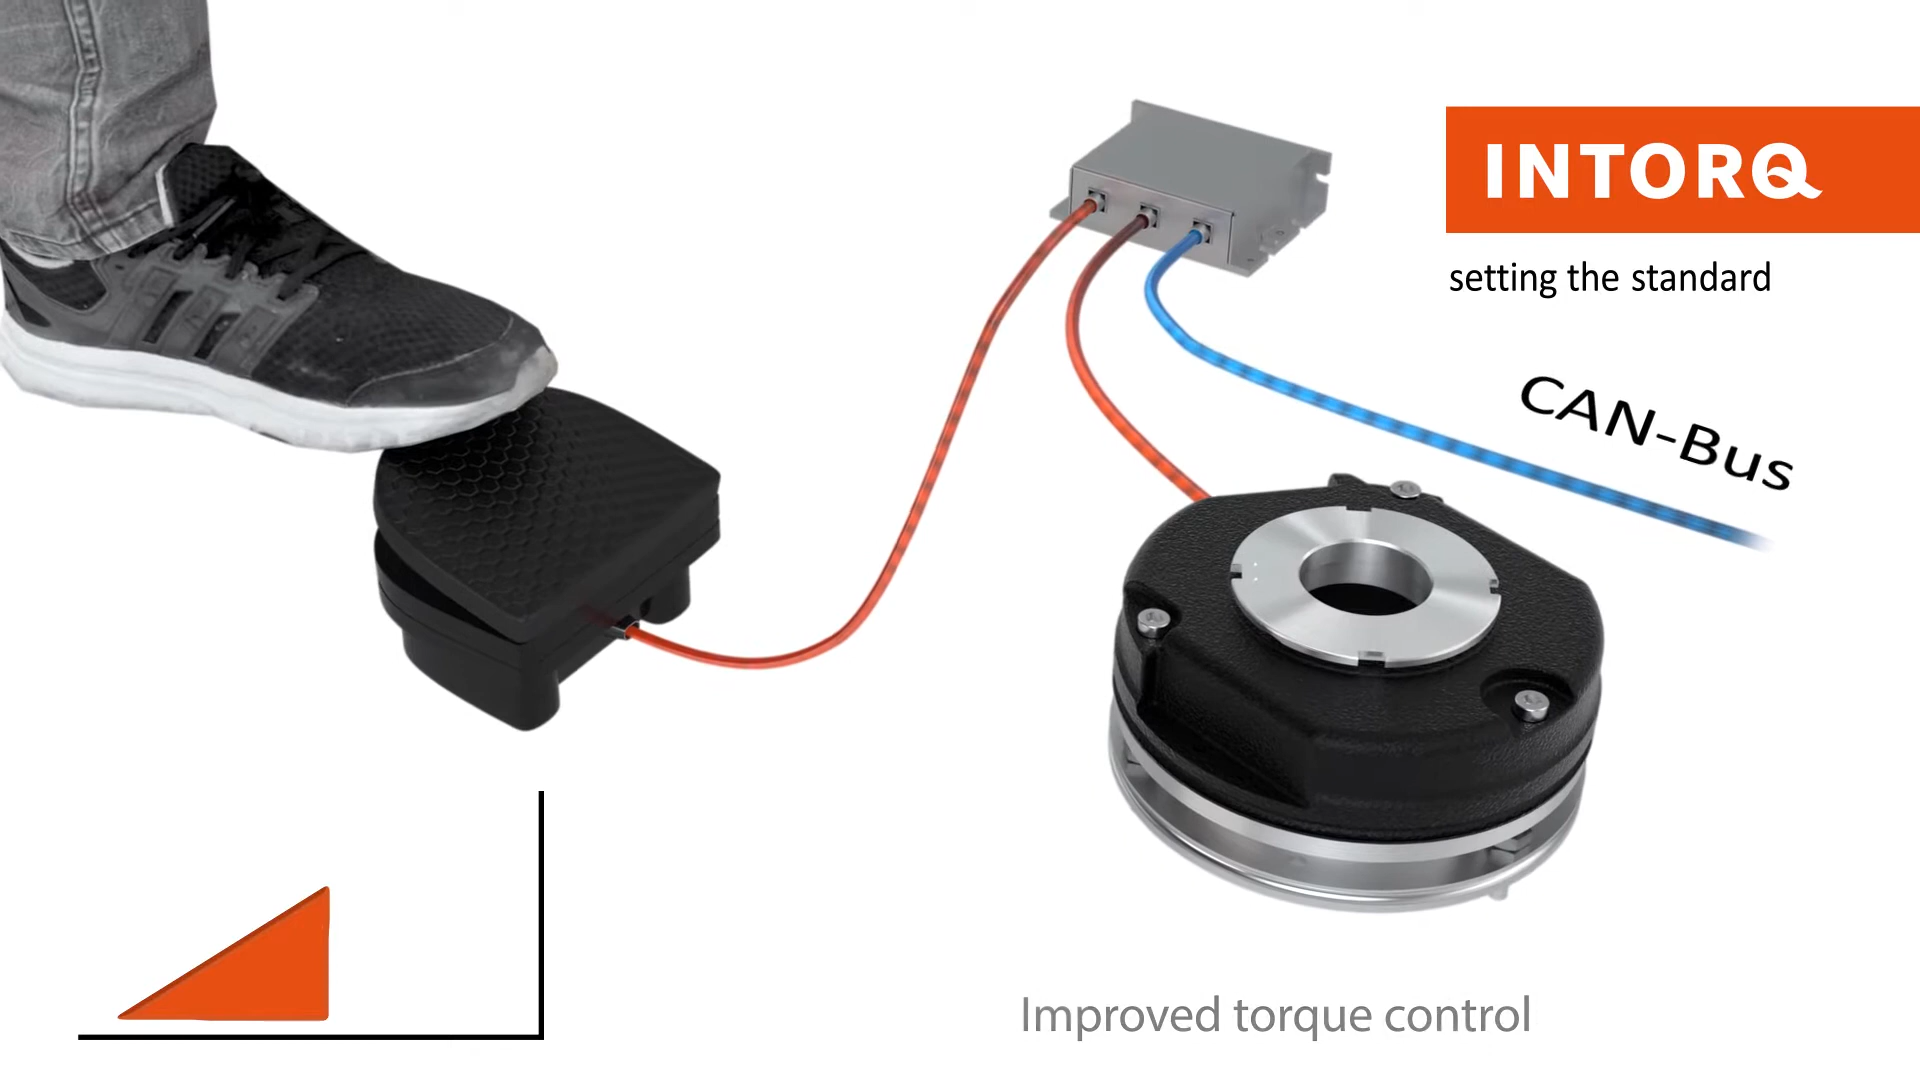 INTORQ
setting the standard
CAN-Bus
Improved torque control